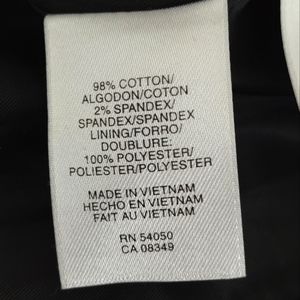 98% COTTON/
ALGODON/COTON
2% SPANDEX/
SPANDEX/SPANDEX
LINING/FORRO/
DOUBLURE:
100% POLYESTER/
POLIESTER/POLYESTER
MADE IN VIETNAM
HECHO EN VIETNAM
FAIT AU VIETNAM
RN 54050
CA 08349